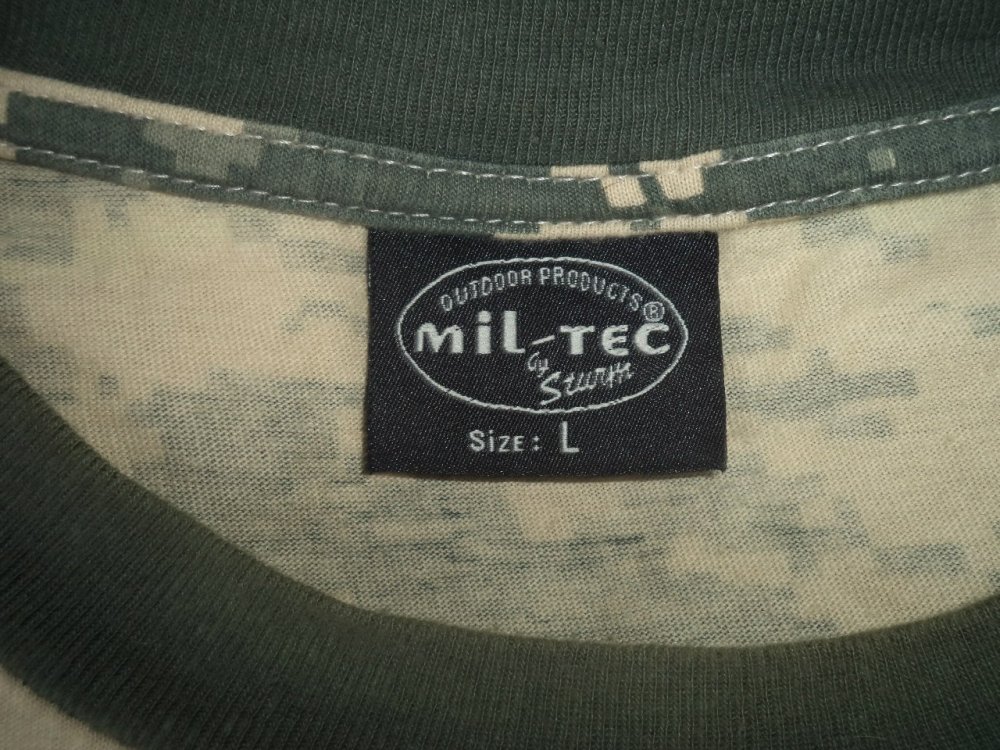 OUTDOOR PRODUCTS
MiL-TEC®
by Sturm
SiZE: L